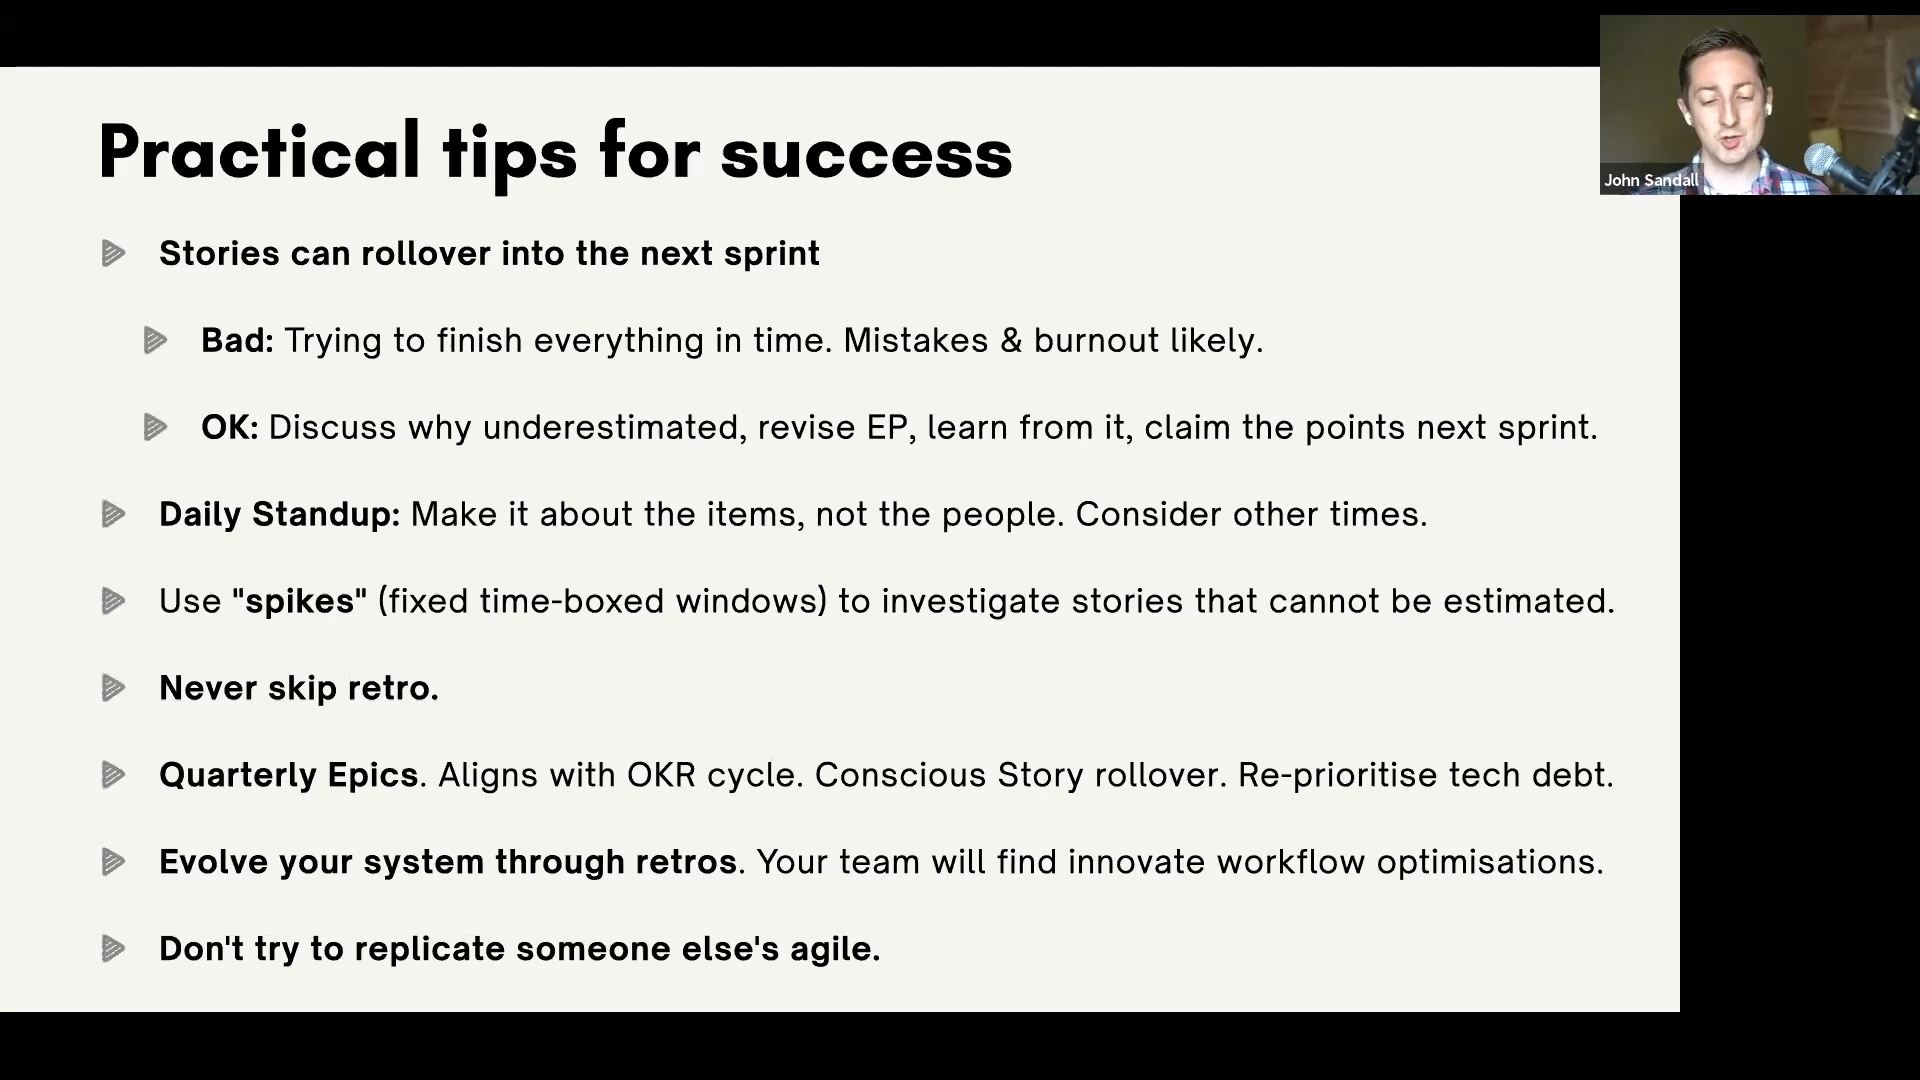 Practical tips for success
John Sandall
Stories can rollover into the next sprint
Bad: Trying to finish everything in time. Mistakes & burnout likely.
OK: Discuss why underestimated, revise EP, learn from it, claim the points next sprint.
Daily Standup: Make it about the items, not the people. Consider other times.
Use "spikes" (fixed time-boxed windows) to investigate stories that cannot be estimated.
Never skip retro.
Quarterly Epics. Aligns with OKR cycle. Conscious Story rollover. Re-prioritise tech debt.
Evolve your system through retros. Your team will find innovate workflow optimisations.
Don't try to replicate someone else's agile.